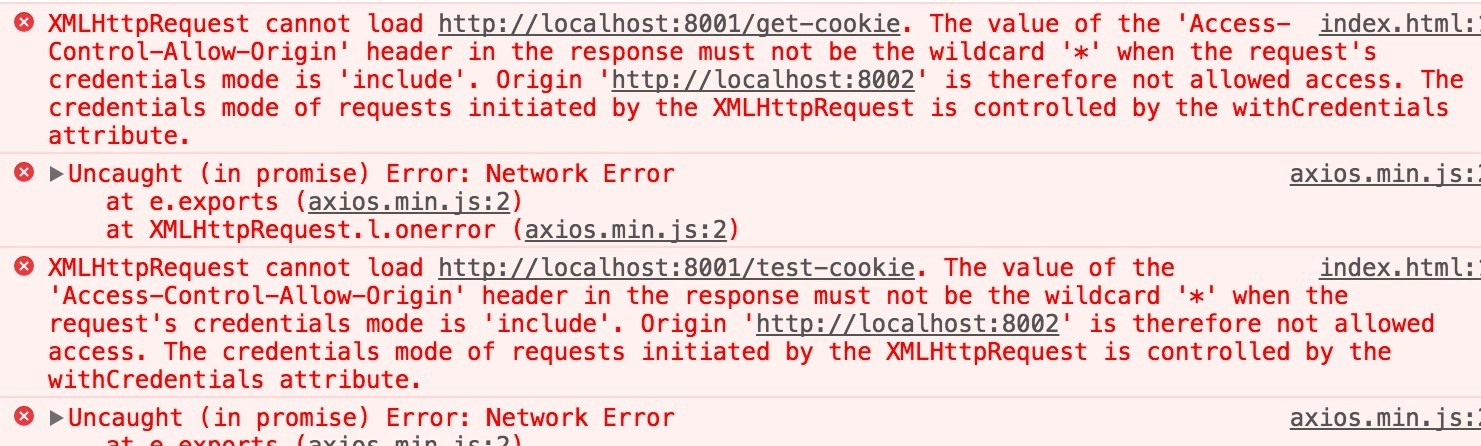 XMLHttpRequest cannot load http://localhost:8001/get-cookie. The value of the 'Access- index.html:
Control-Allow-Origin' header in the response must not be the wildcard '*' when the request's
credentials mode is 'include'. Origin 'http://localhost:8002' is therefore not allowed access. The
credentials mode of requests initiated by the XMLHttpRequest is controlled by the withCredentials
attribute.
Uncaught (in promise) Error: Network Error axios.min.js:
at e.exports (axios.min.js:2)
at XMLHttpRequest.l.onerror (axios.min.js:2)
XMLHttpRequest cannot load http://localhost:8001/test-cookie. The value of the index.html:
'Access-Control-Allow-Origin' header in the response must not be the wildcard '*' when the
request's credentials mode is 'include'. Origin 'http://localhost:8002' is therefore not allowed
access. The credentials mode of requests initiated by the XMLHttpRequest is controlled by the
withCredentials attribute.
Uncaught (in promise) Error: Network Error axios.min.js:
at e.exports (axios.min.js:2)